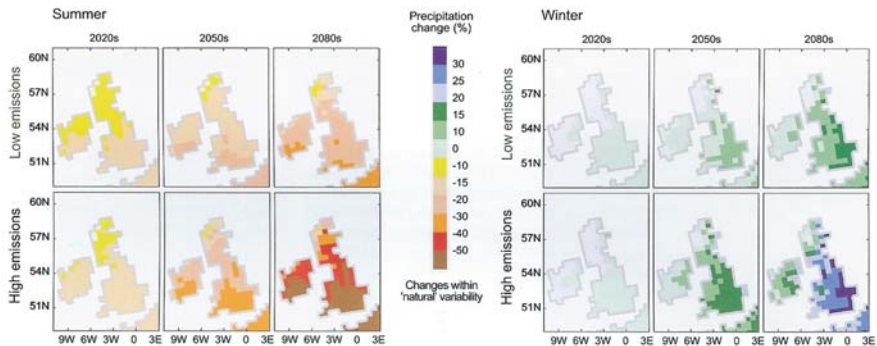 Summer
Precipitation
change (%)
Winter
2020s 2050s 2080s
2020s 2050s 2080s
Low emissions
60N
57N
54N
51N
High emissions
60N
57N
54N
51N
9W 6W 3W 0 3E 9W 6W 3W 0 3E 9W 6W 3W 0 3E
30
25
20
15
10
0
-10
-15
-20
-30
-40
-50
Changes within
'natural' variability
Low emissions
60N
57N
54N
51N
High emissions
60N
57N
54N
51N
9W 6W 3W 0 3E 9W 6W 3W 0 3E 9W 6W 3W 0 3E